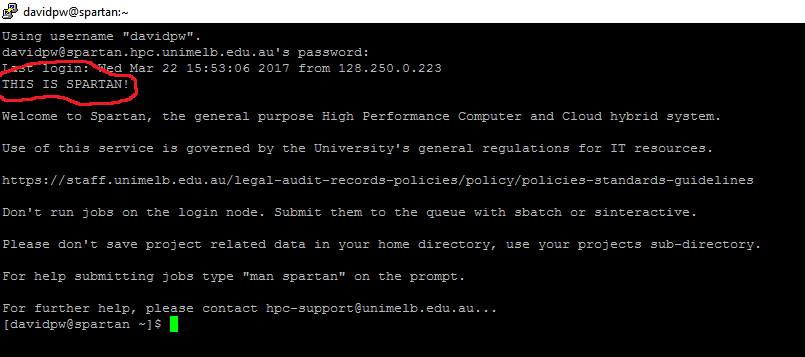 davidpw@spartan:~
Using username "davidpw".
davidpw@spartan.hpc.unimelb.edu.au's password:
Last login: Wed Mar 22 15:53:06 2017 from 128.250.0.223
THIS IS SPARTAN!
Welcome to Spartan, the general purpose High Performance Computer and Cloud hybrid system.
Use of this service is governed by the University's general regulations for IT resources.
https://staff.unimelb.edu.au/legal-audit-records-policies/policy/policies-standards-guidelines
Don't run jobs on the login node. Submit them to the queue with sbatch or sinteractive.
Please don't save project related data in your home directory, use your projects sub-directory.
For help submitting jobs type "man spartan" on the prompt.
For further help, please contact hpc-support@unimelb.edu.au...
[davidpw@spartan ~]$